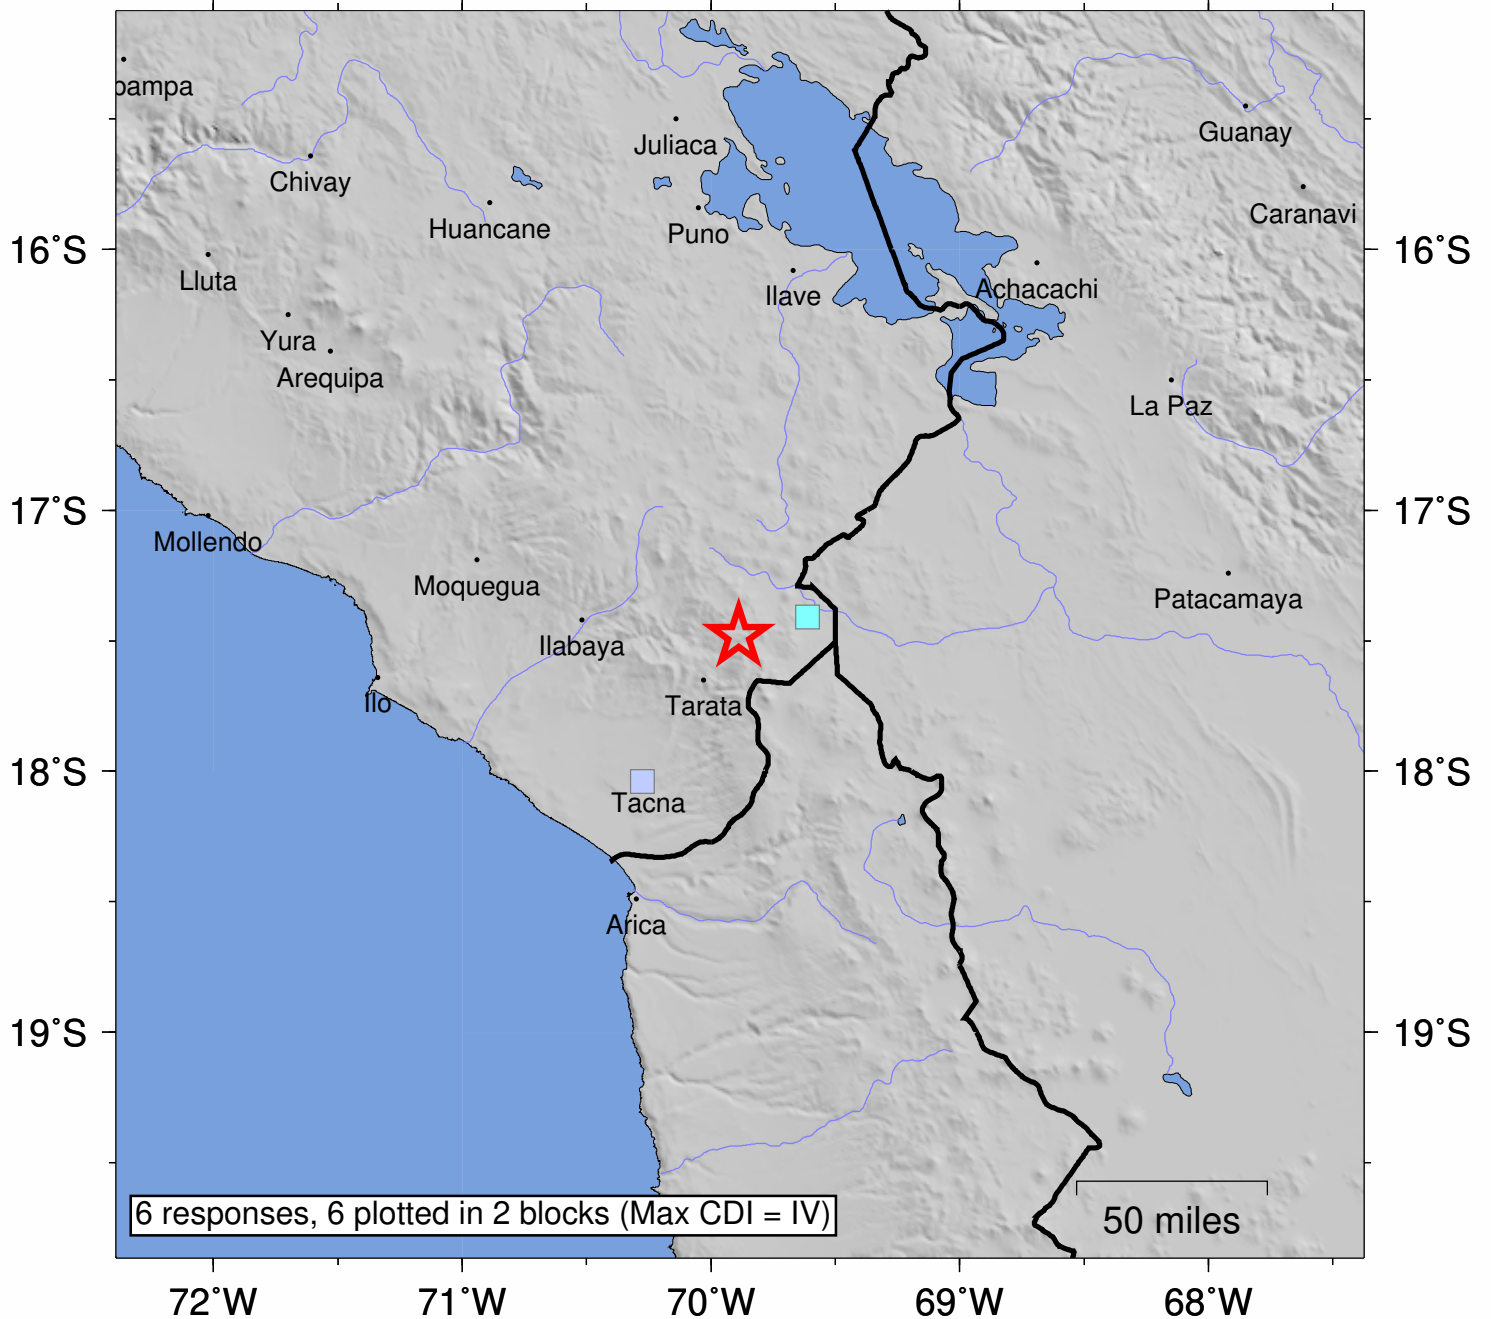 pampa
Guanay
Juliaca
Chivay
Caranavi
Huancane
Puno
16°S
16°S
Lluta
Ilave
Achacachi
Yura
Arequipa
La Paz
17°S
17°S
Mollendo
Moquegua
Patacamaya
Ilabaya
Ilo
Tarata
18°S
18°S
Tacna
Arica
19°S
19°S
6 responses, 6 plotted in 2 blocks (Max CDI = IV)
50 miles
72°W
71°W
70°W
69°W
68°W